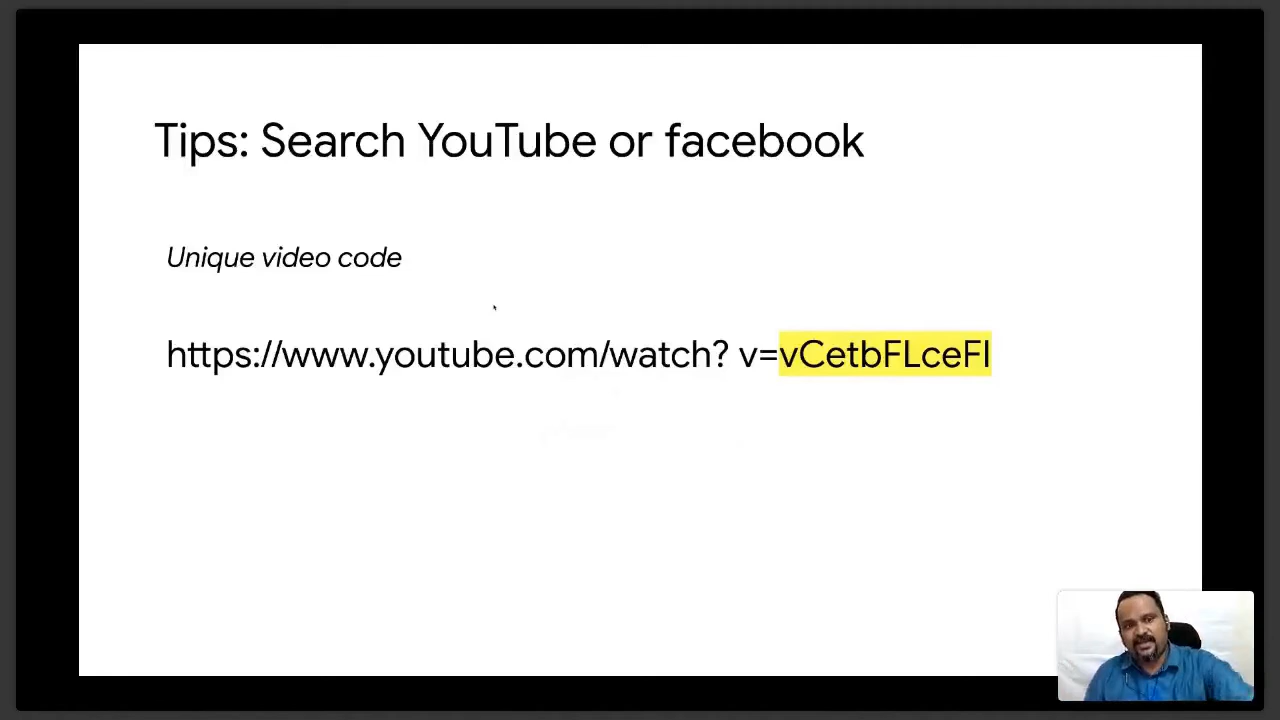 Tips: Search YouTube or facebook
Unique video code
https://www.youtube.com/watch? v=vCetbFLceFI